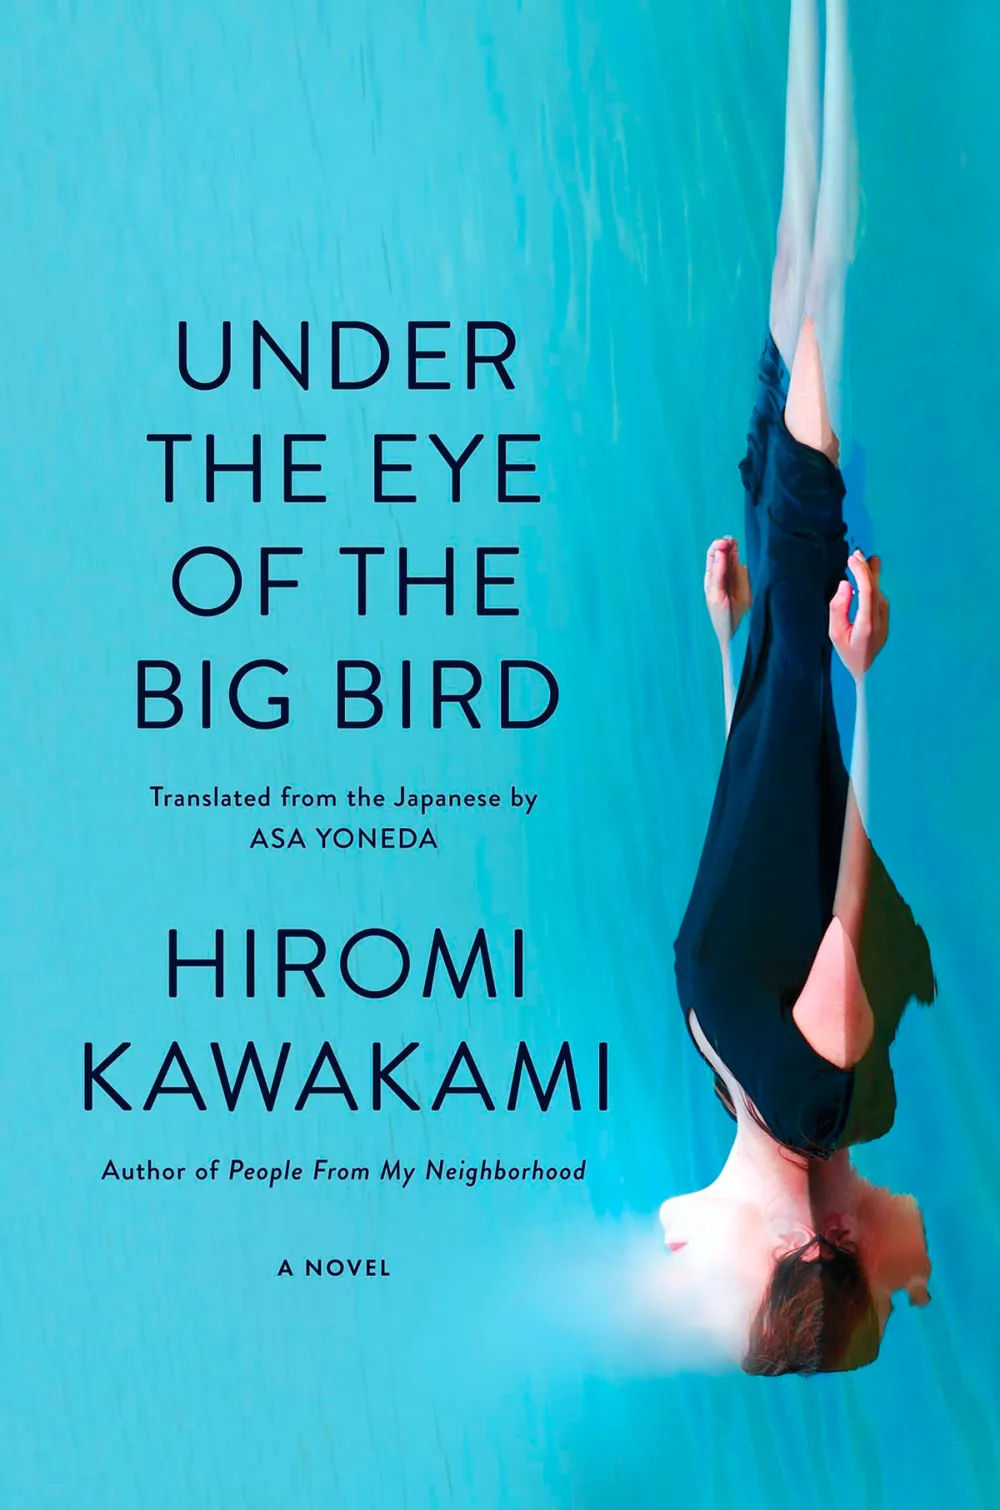 UNDER
THE EYE
OF THE
BIG BIRD
Translated from the Japanese by
ASA YONEDA
HIROMI
KAWAKAMI
Author of People From My Neighborhood
A NOVEL